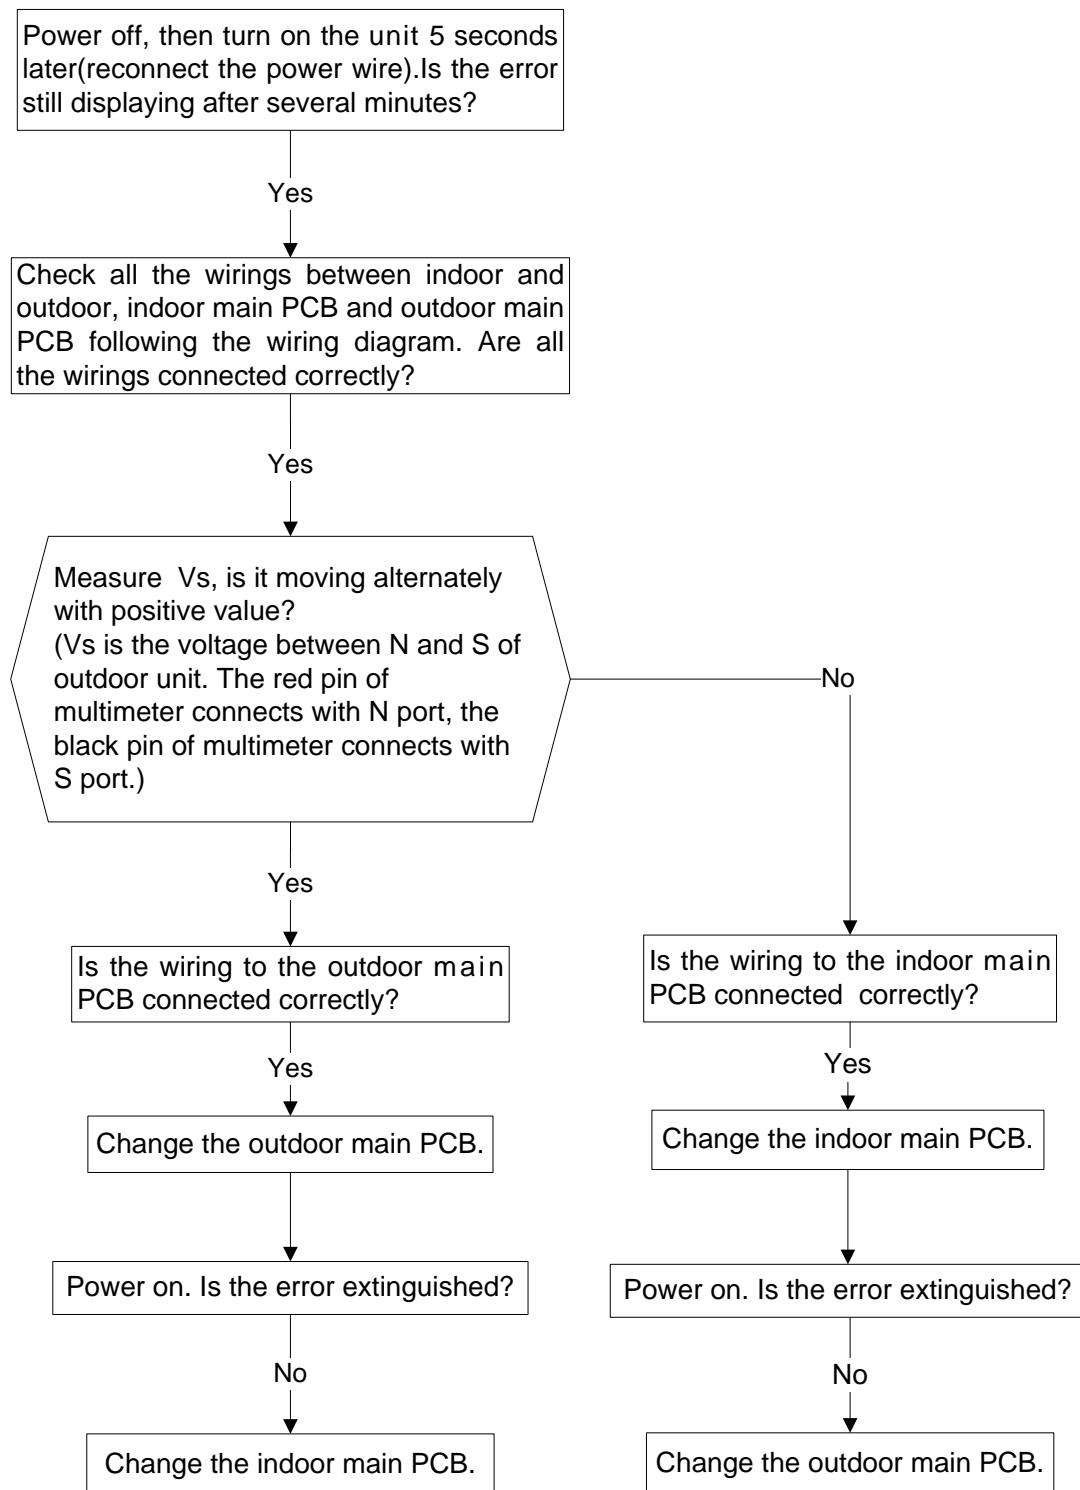 Power off, then turn on the unit 5 seconds
later(reconnect the power wire).Is the error
still displaying after several minutes?
Yes
Check all the wirings between indoor and
outdoor, indoor main PCB and outdoor main
PCB following the wiring diagram. Are all
the wirings connected correctly?
Yes
Measure Vs, is it moving alternately
with positive value?
(Vs is the voltage between N and S of
outdoor unit. The red pin of
multimeter connects with N port, the
black pin of multimeter connects with
S port.)
No
Yes
Is the wiring to the outdoor main
PCB connected correctly?
Yes
Change the outdoor main PCB.
Power on. Is the error extinguished?
No
Change the indoor main PCB.
Is the wiring to the indoor main
PCB connected correctly?
Yes
Change the indoor main PCB.
Power on. Is the error extinguished?
No
Change the outdoor main PCB.